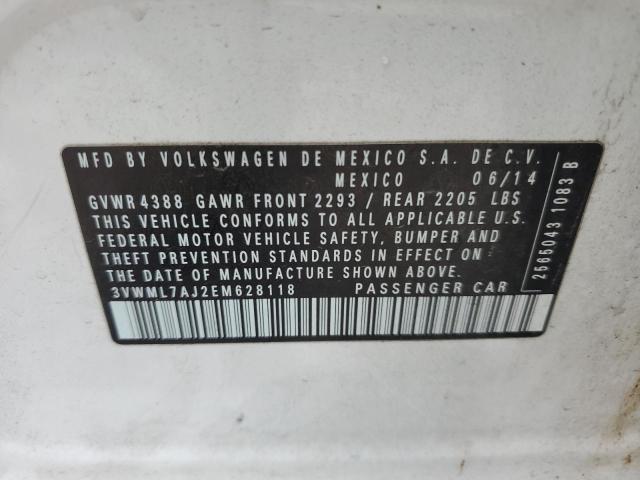 MFD BY VOLKSWAGEN DE MEXICO S.A. DE C.V.
MEXICO 06/14
GVWR 4388 GAWR FRONT 2293 / REAR 2205 LBS
THIS VEHICLE CONFORMS TO ALL APPLICABLE U.S.
FEDERAL MOTOR VEHICLE SAFETY, BUMPER AND
THEFT PREVENTION STANDARDS IN EFFECT ON
THE DATE OF MANUFACTURE SHOWN ABOVE.
3VWML7AJ2EM628118 PASSENGER CAR
2565043 1083 B